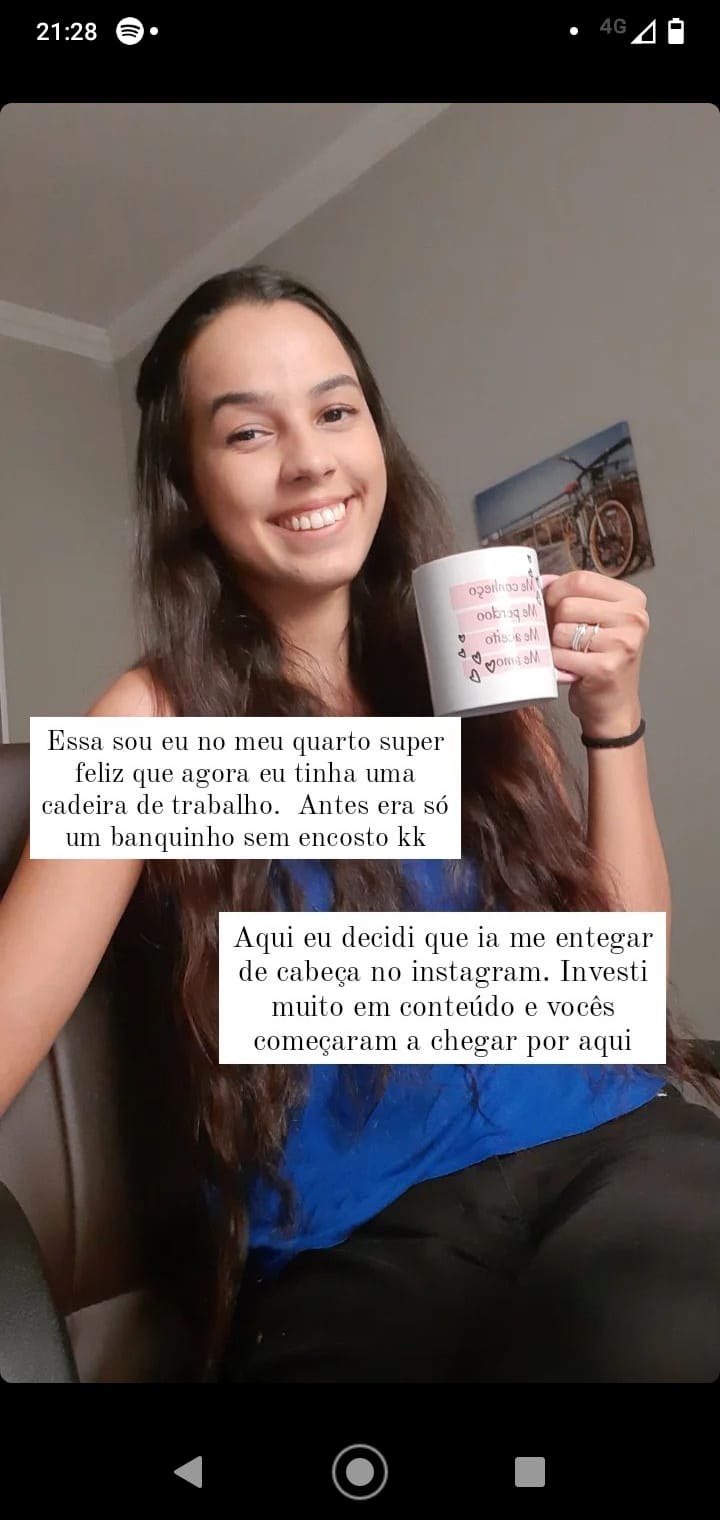 21:28
4G
Me conheço
Me perdoo
Me aceito
Me amo
Essa sou eu no meu quarto super
feliz que agora eu tinha uma
cadeira de trabalho. Antes era só
um banquinho sem encosto kk
Aqui eu decidi que ia me entegar
de cabeça no instagram. Investi
muito em conteúdo e vocês
começaram a chegar por aqui